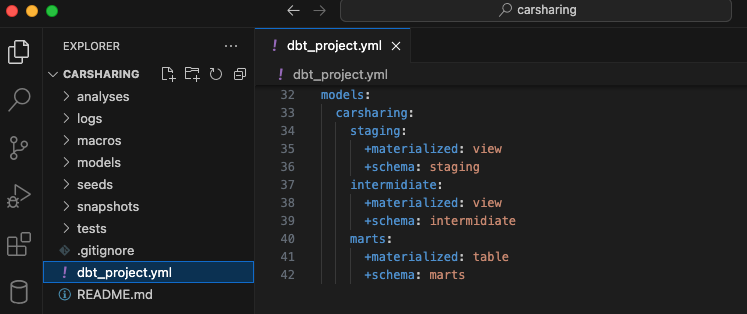 carsharing
EXPLORER
dbt_project.yml
CARSHARING
dbt_project.yml
analyses
logs
macros
models
seeds
snapshots
tests
.gitignore
dbt_project.yml
README.md
32 models:
33 carsharing:
34 staging:
35 +materialized: view
36 +schema: staging
37 intermidiate:
38 +materialized: view
39 +schema: intermidiate
40 marts:
41 +materialized: table
42 +schema: marts